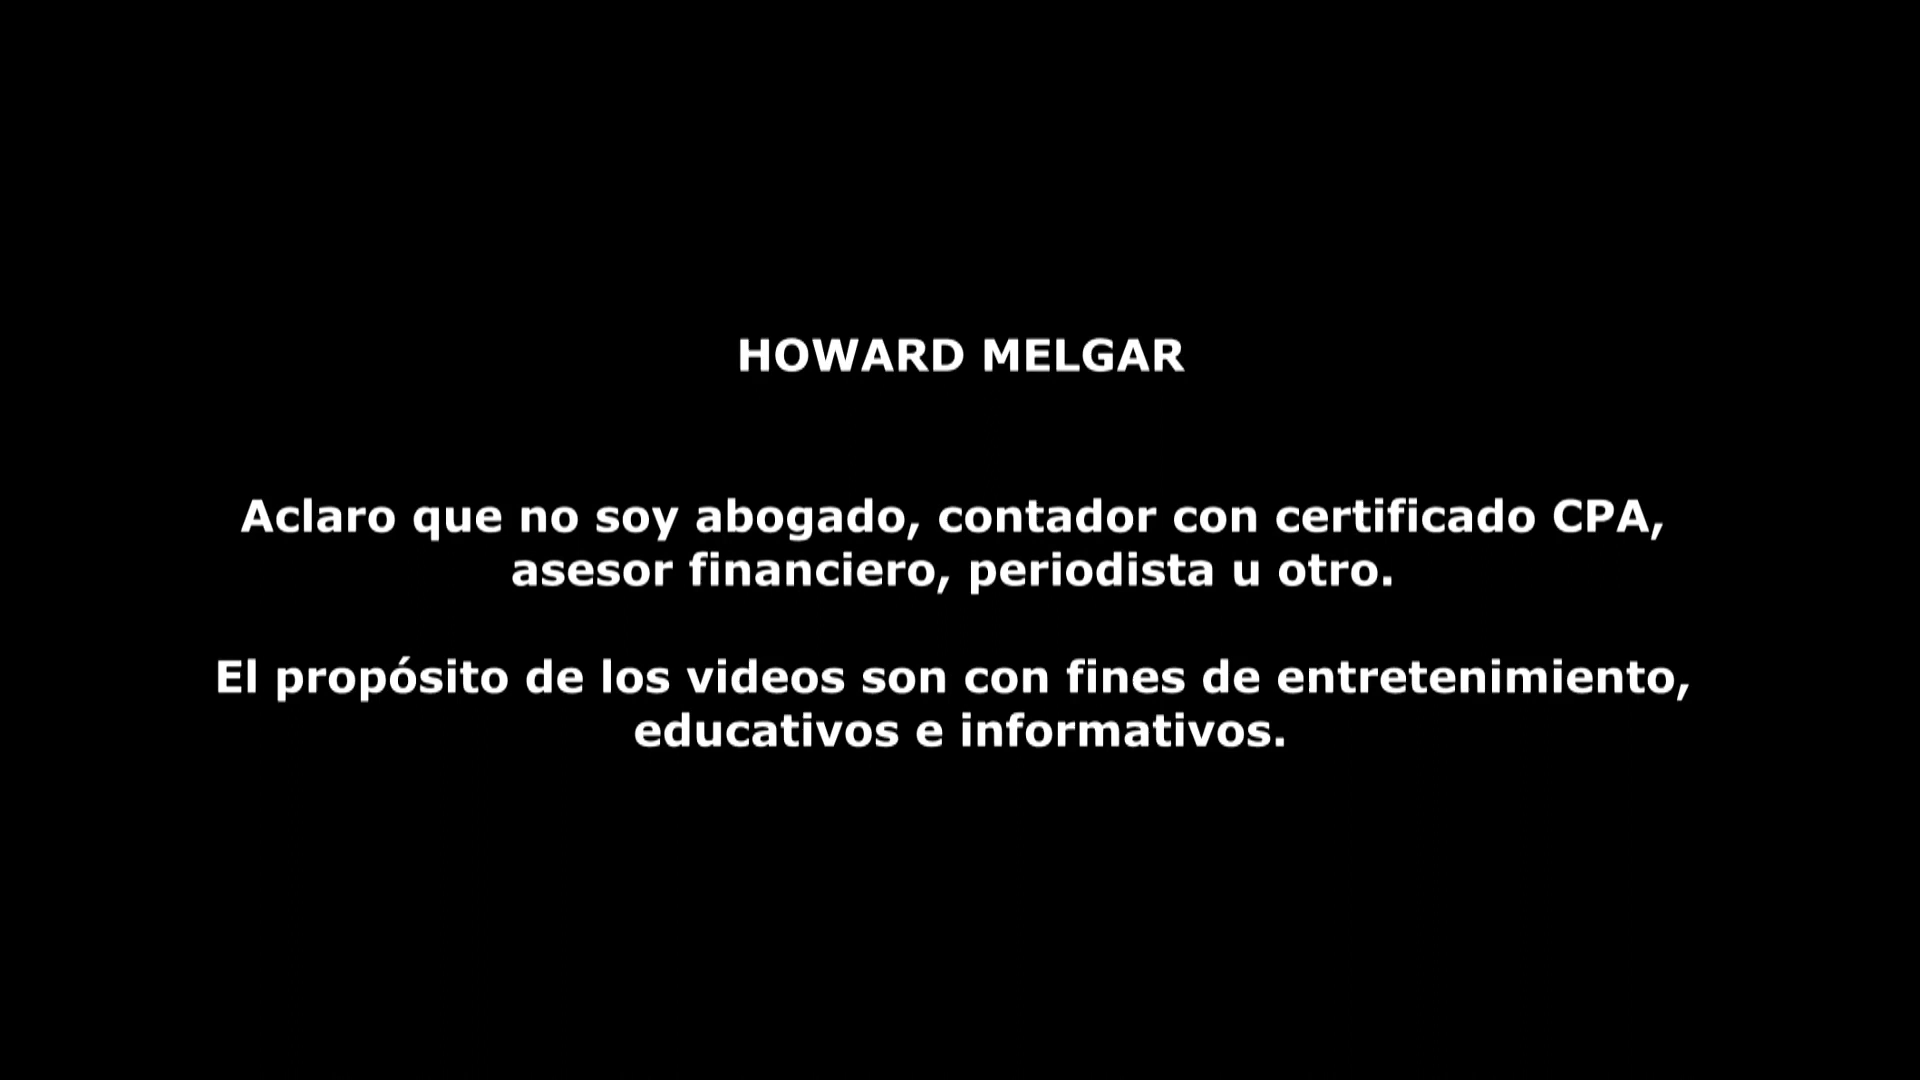 HOWARD MELGAR
Aclaro que no soy abogado, contador con certificado CPA,
asesor financiero, periodista u otro.
El propósito de los videos son con fines de entretenimiento,
educativos e informativos.